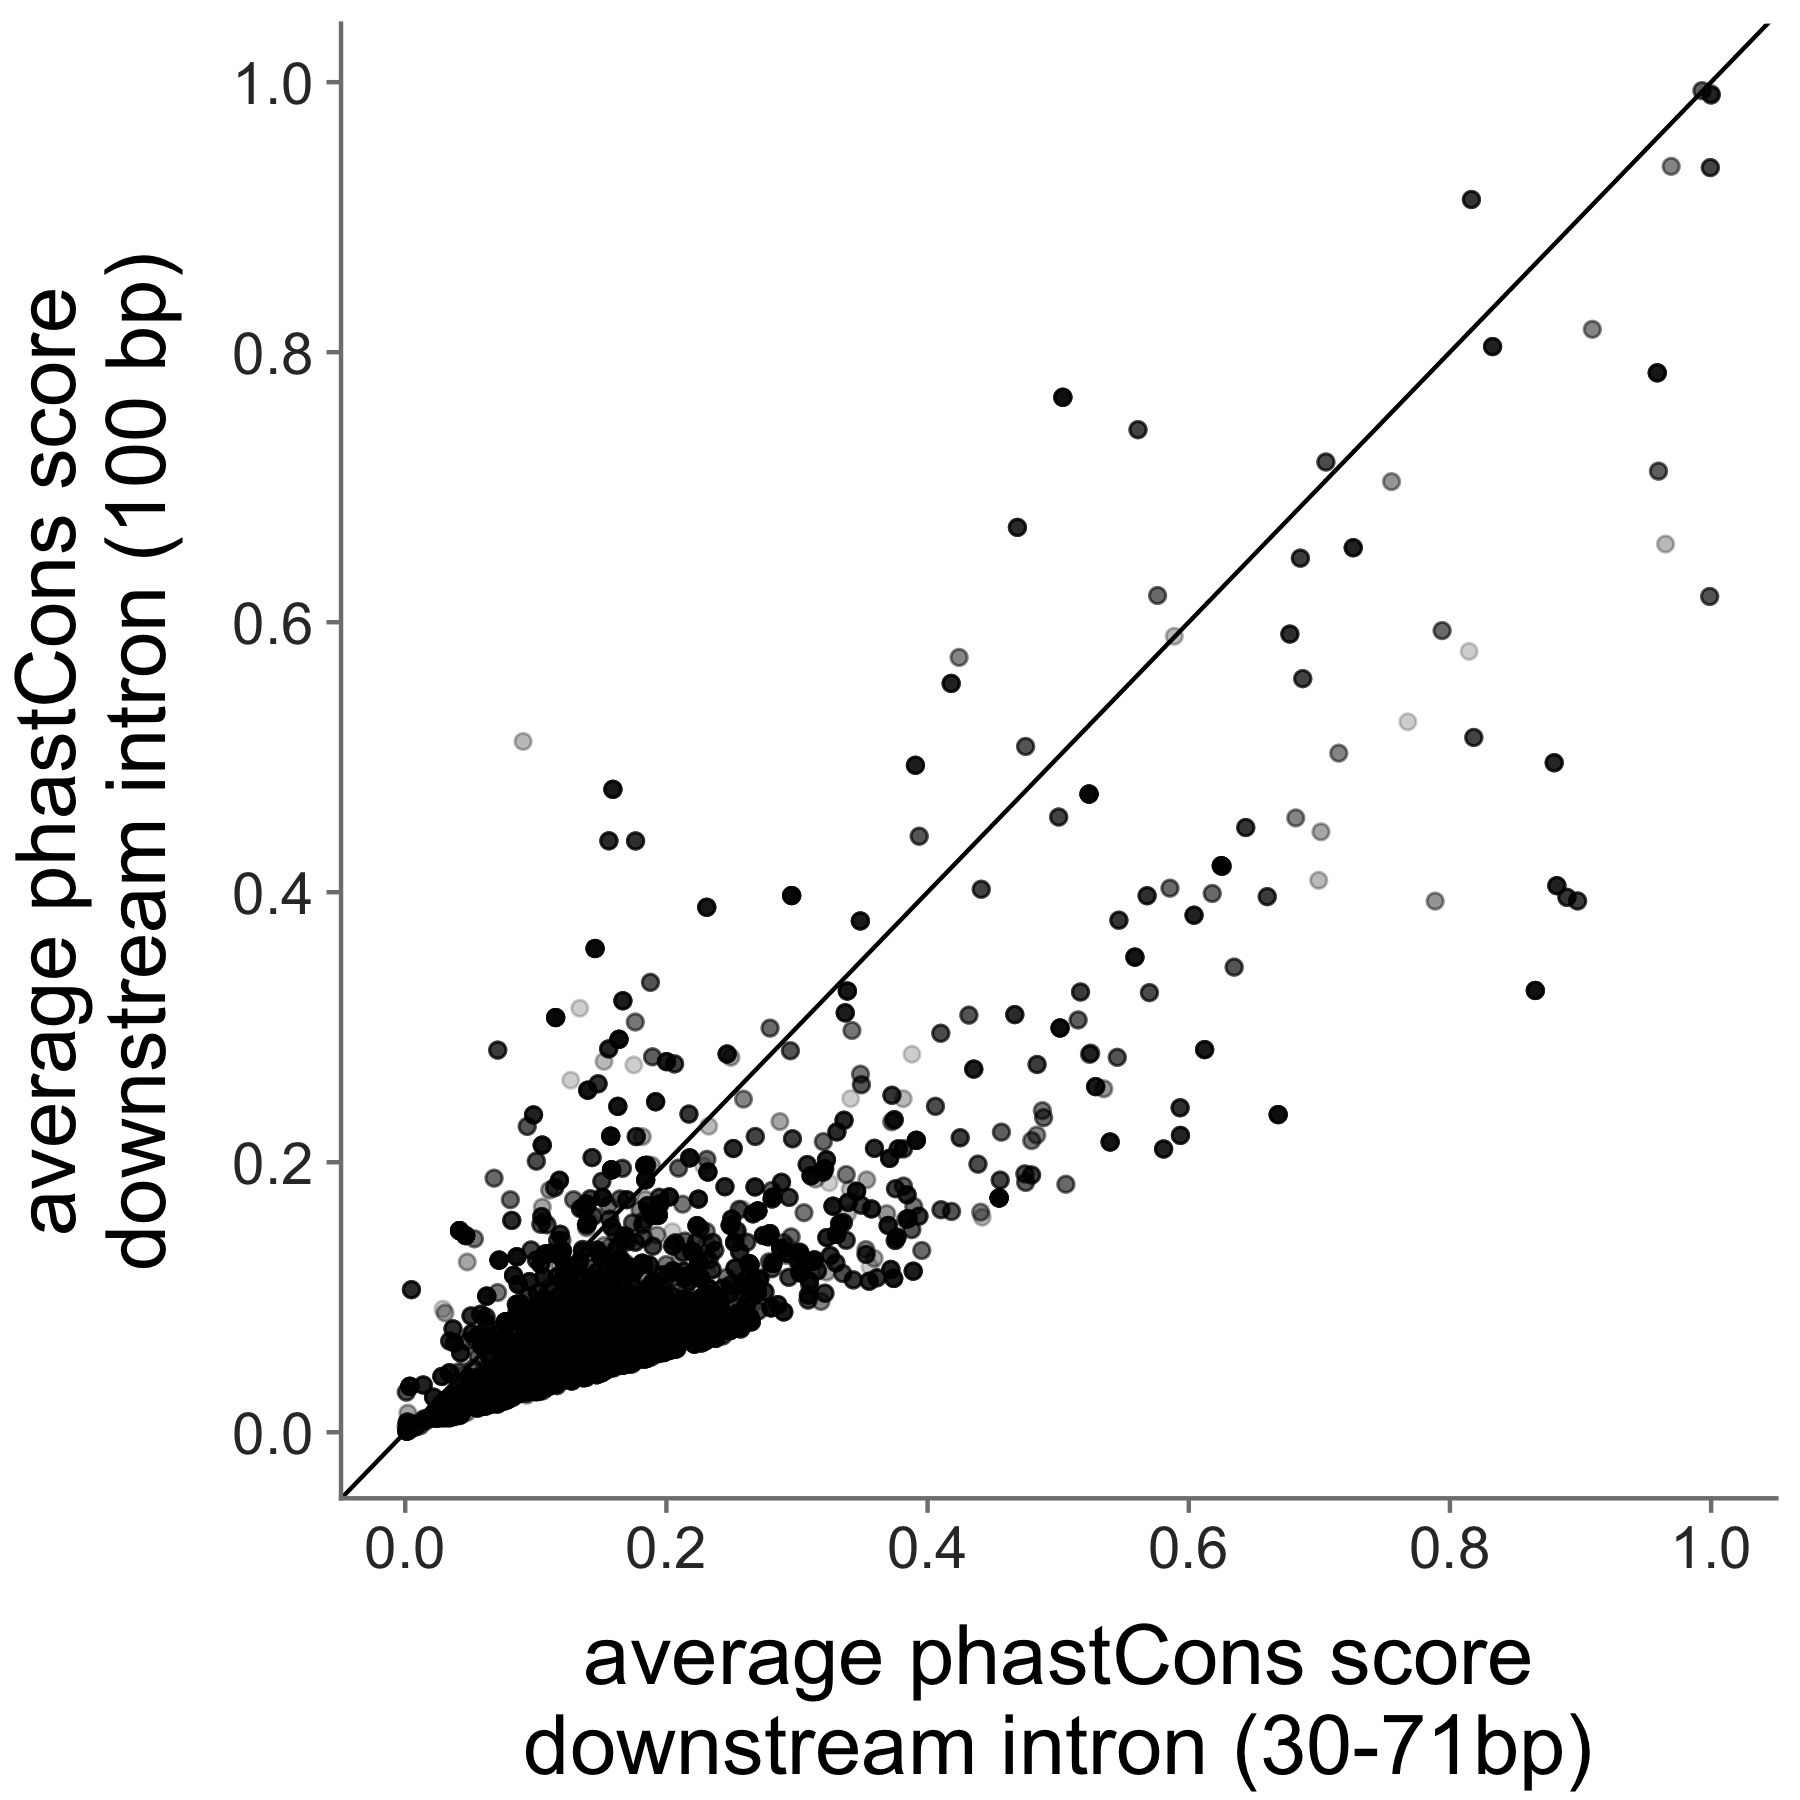 average phastCons score
downstream intron (100 bp)
1.0
0.8
0.6
0.4
0.2
0.0
0.0 0.2 0.4 0.6 0.8 1.0
average phastCons score
downstream intron (30-71bp)